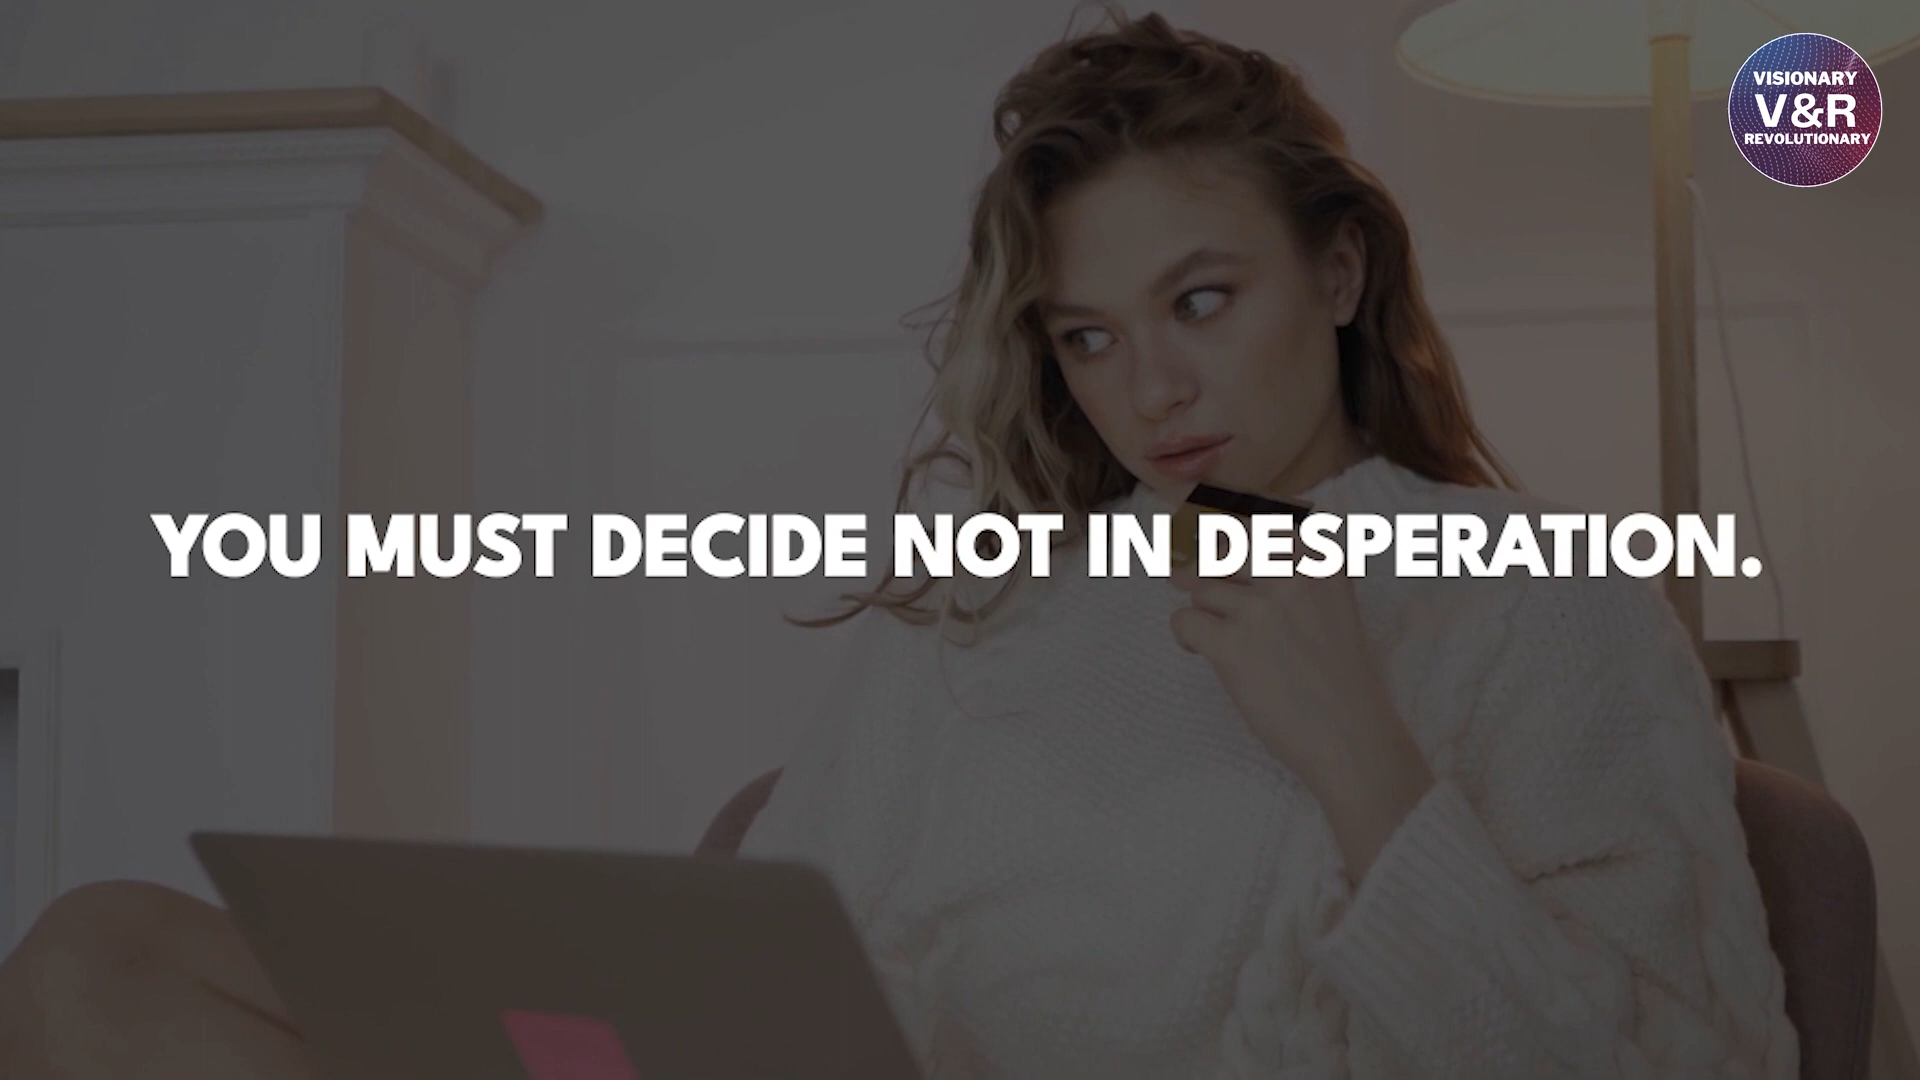 VISIONARY
V&R
REVOLUTIONARY
YOU MUST DECIDE NOT IN DESPERATION.